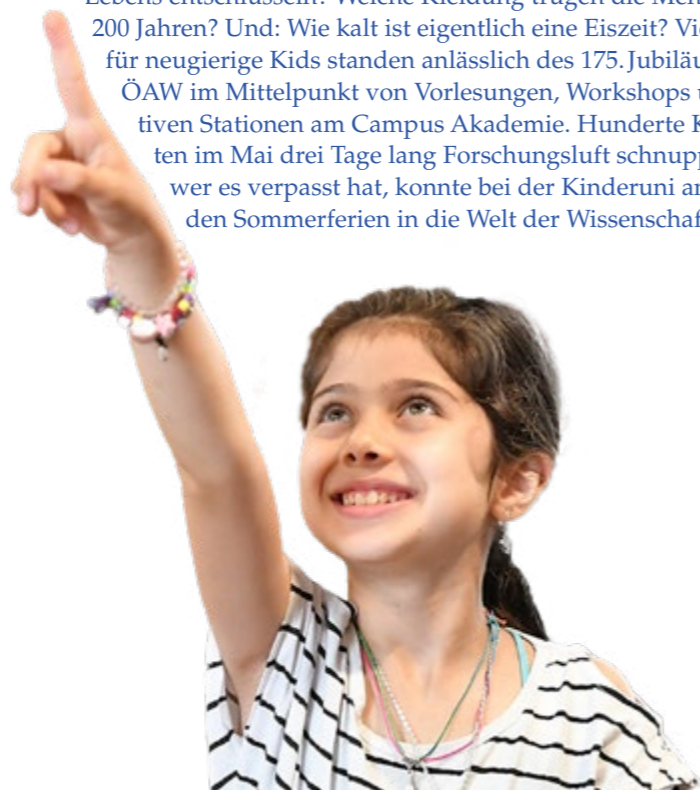 200 Jahren? Und: Wie kalt ist eigentlich eine Eiszeit?
für neugierige Kids standen anlässlich des 175. Jubiläu
ÖAW im Mittelpunkt von Vorlesungen, Workshops
tiven Stationen am Campus Akademie. Hunderte K
ten im Mai drei Tage lang Forschungsluft schnupp
wer es verpasst hat, konnte bei der Kinderuni
den Sommerferien in die Welt der Wissenschaf